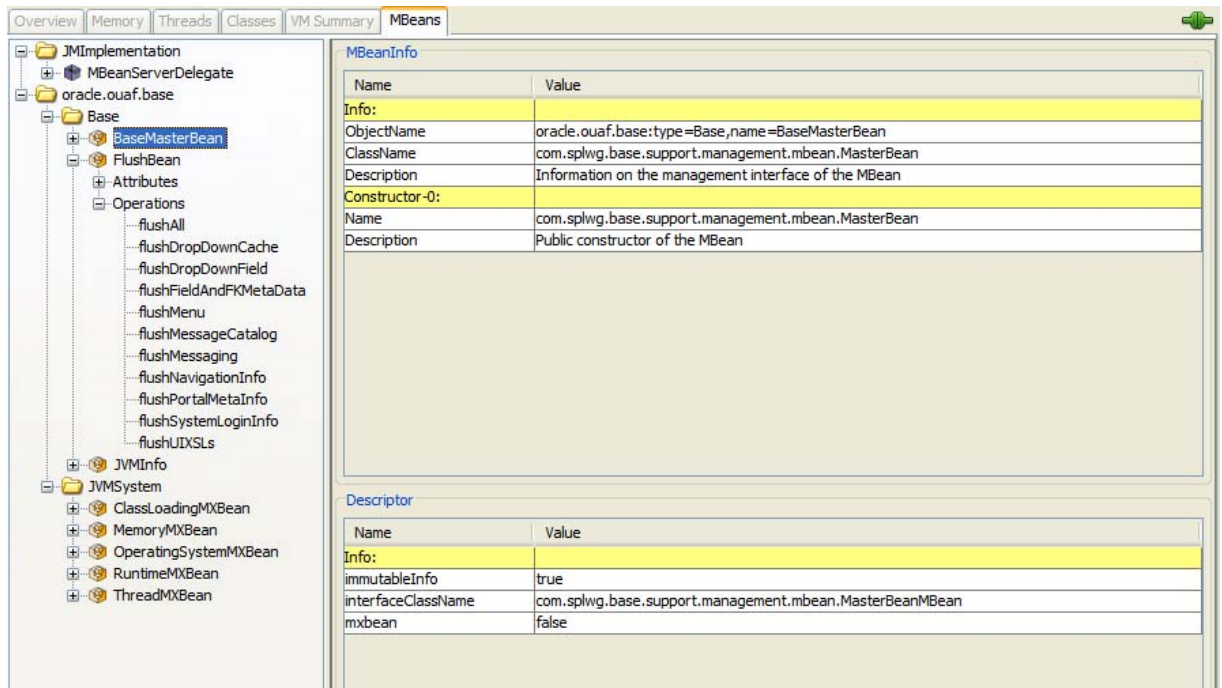 Overview Memory Threads Classes VM Summary MBeans
JMImplementation
MBeanServerDelegate
oracle.ouaf.base
Base
BaseMasterBean
FlushBean
Attributes
Operations
flushAll
flushDropDownCache
flushDropDownField
flushFieldAndFKMetaData
flushMenu
flushMessageCatalog
flushMessaging
flushNavigationInfo
flushPortalMetaInfo
flushSystemLoginInfo
flushUIXSLs
JVMInfo
JVMSystem
ClassLoadingMXBean
MemoryMXBean
OperatingSystemMXBean
RuntimeMXBean
ThreadMXBean
MBeanInfo
Name Value
Info:
ObjectName oracle.ouaf.base:type=Base,name=BaseMasterBean
ClassName com.splwg.base.support.management.mbean.MasterBean
Description Information on the management interface of the MBean
Constructor-0:
Name com.splwg.base.support.management.mbean.MasterBean
Description Public constructor of the MBean
Descriptor
Name Value
Info:
immutableInfo true
interfaceClassName com.splwg.base.support.management.mbean.MasterBeanMBean
mxbean false